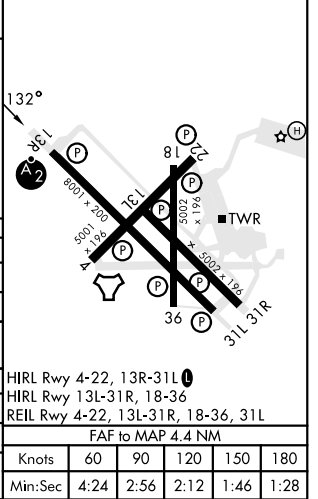 132°
13R
A2
P
18
22
P
H
8001 x 200
13L
P
5002 x 196
TWR
5001 x 196
4
P
x
5002 x 196
P
P
36
P
31L 31R
HIRL Rwy 4-22, 13R-31L L
HIRL Rwy 13L-31R, 18-36
REIL Rwy 4-22, 13L-31R, 18-36, 31L
FAF to MAP 4.4 NM
Knots 60 90 120 150 180
Min:Sec 4:24 2:56 2:12 1:46 1:28